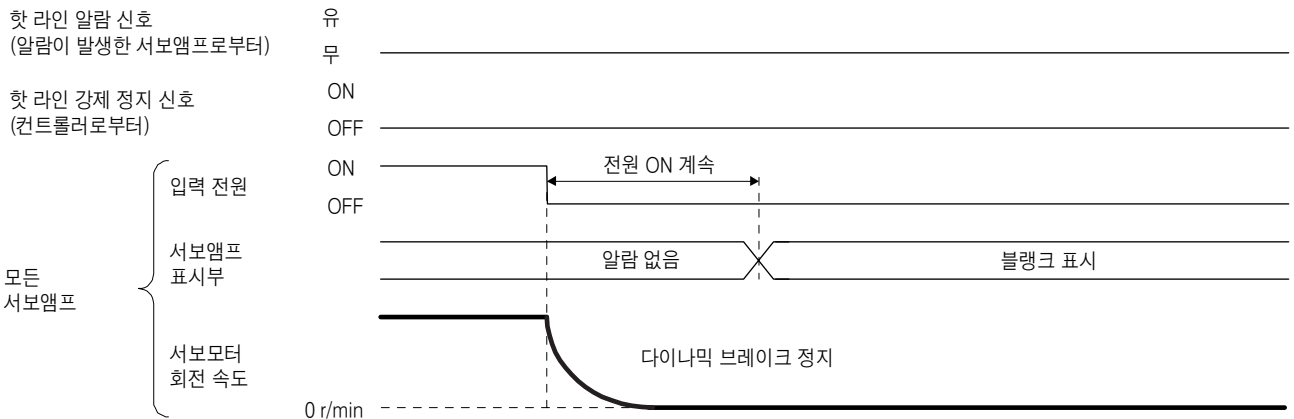 핫 라인 알람 신호
(알람이 발생한 서보앰프로부터)
유
무
핫 라인 강제 정지 신호
(컨트롤러로부터)
ON
OFF
모든
서보앰프
입력 전원
ON
OFF
전원 ON 계속
서보앰프
표시부
알람 없음
블랭크 표시
서보모터
회전 속도
다이나믹 브레이크 정지
0 r/min